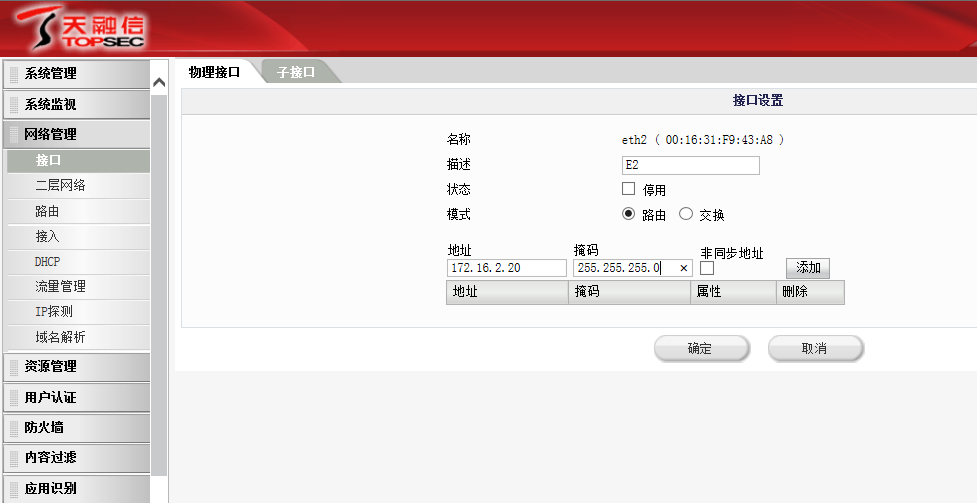 天融信
TOPSEC
系统管理
系统监视
网络管理
接口
二层网络
路由
接入
DHCP
流量管理
IP探测
域名解析
资源管理
用户认证
防火墙
内容过滤
应用识别
物理接口 子接口
接口设置
名称 eth2 ( 00:16:31:F9:43:A8 )
描述 E2
状态 停用
模式 路由 交换
地址 掩码 非同步地址
172.16.2.20 255.255.255.0 × 添加
地址 掩码 属性 删除
确定 取消